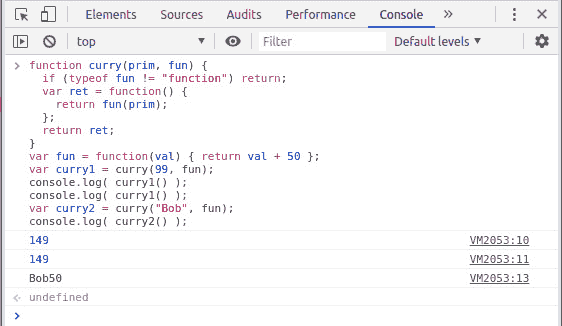 Elements Sources Audits Performance Console »
top ▼ Filter Default levels ▼
function curry(prim, fun) {
if (typeof fun != "function") return;
var ret = function() {
return fun(prim);
};
return ret;
}
var fun = function(val) { return val + 50 };
var curry1 = curry(99, fun);
console.log( curry1() );
console.log( curry1() );
var curry2 = curry("Bob", fun);
console.log( curry2() );
149 VM2053:10
149 VM2053:11
Bob50 VM2053:13
undefined